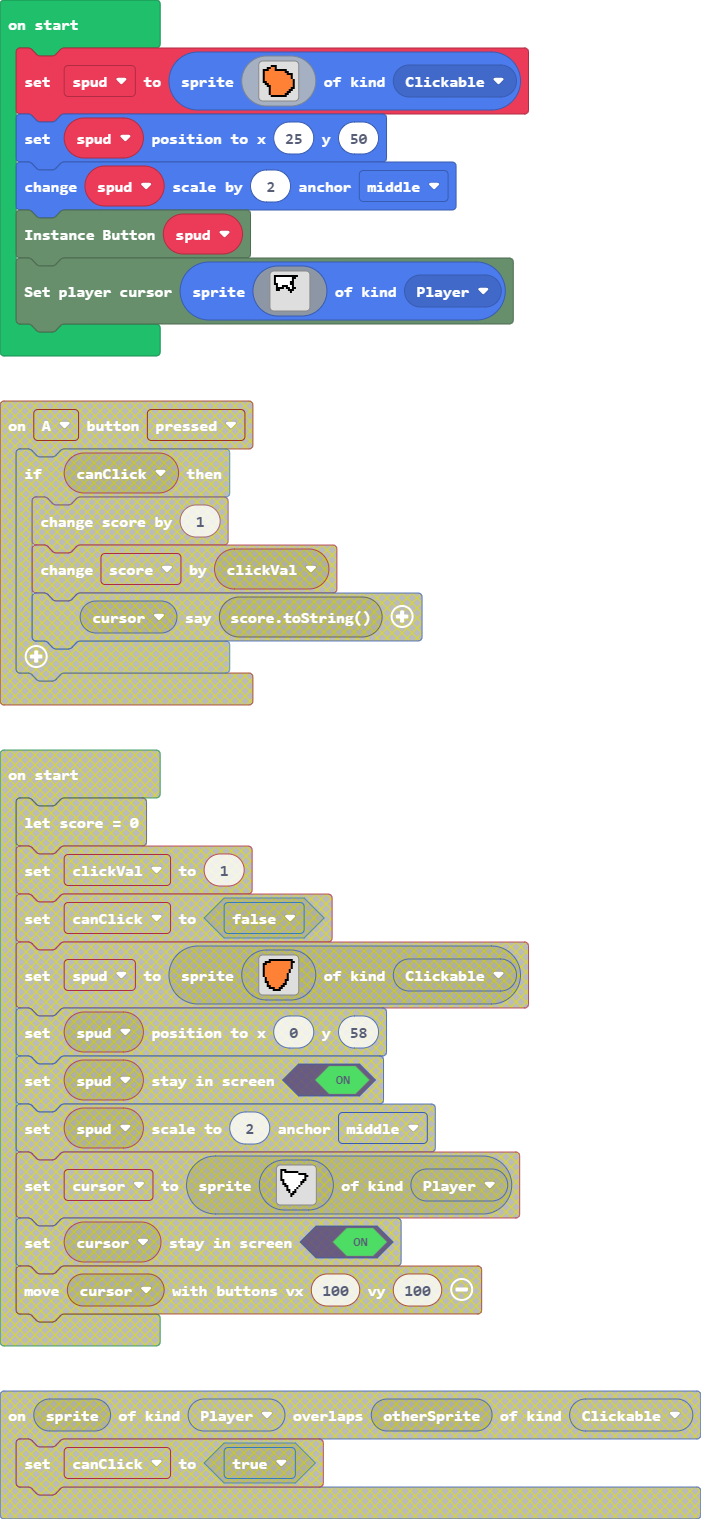 on start
set spud to sprite of kind Clickable
set spud position to x 25 y 50
change spud scale by 2 anchor middle
Instance Button spud
Set player cursor sprite of kind Player
on A button pressed
if canClick then
change score by 1
change score by clickVal
cursor say score.toString()
on start
let score = 0
set clickVal to 1
set canClick to false
set spud to sprite of kind Clickable
set spud position to x 0 y 58
set spud stay in screen ON
set spud scale to 2 anchor middle
set cursor to sprite of kind Player
set cursor stay in screen ON
move cursor with buttons vx 100 vy 100
on sprite of kind Player overlaps otherSprite of kind Clickable
set canClick to true